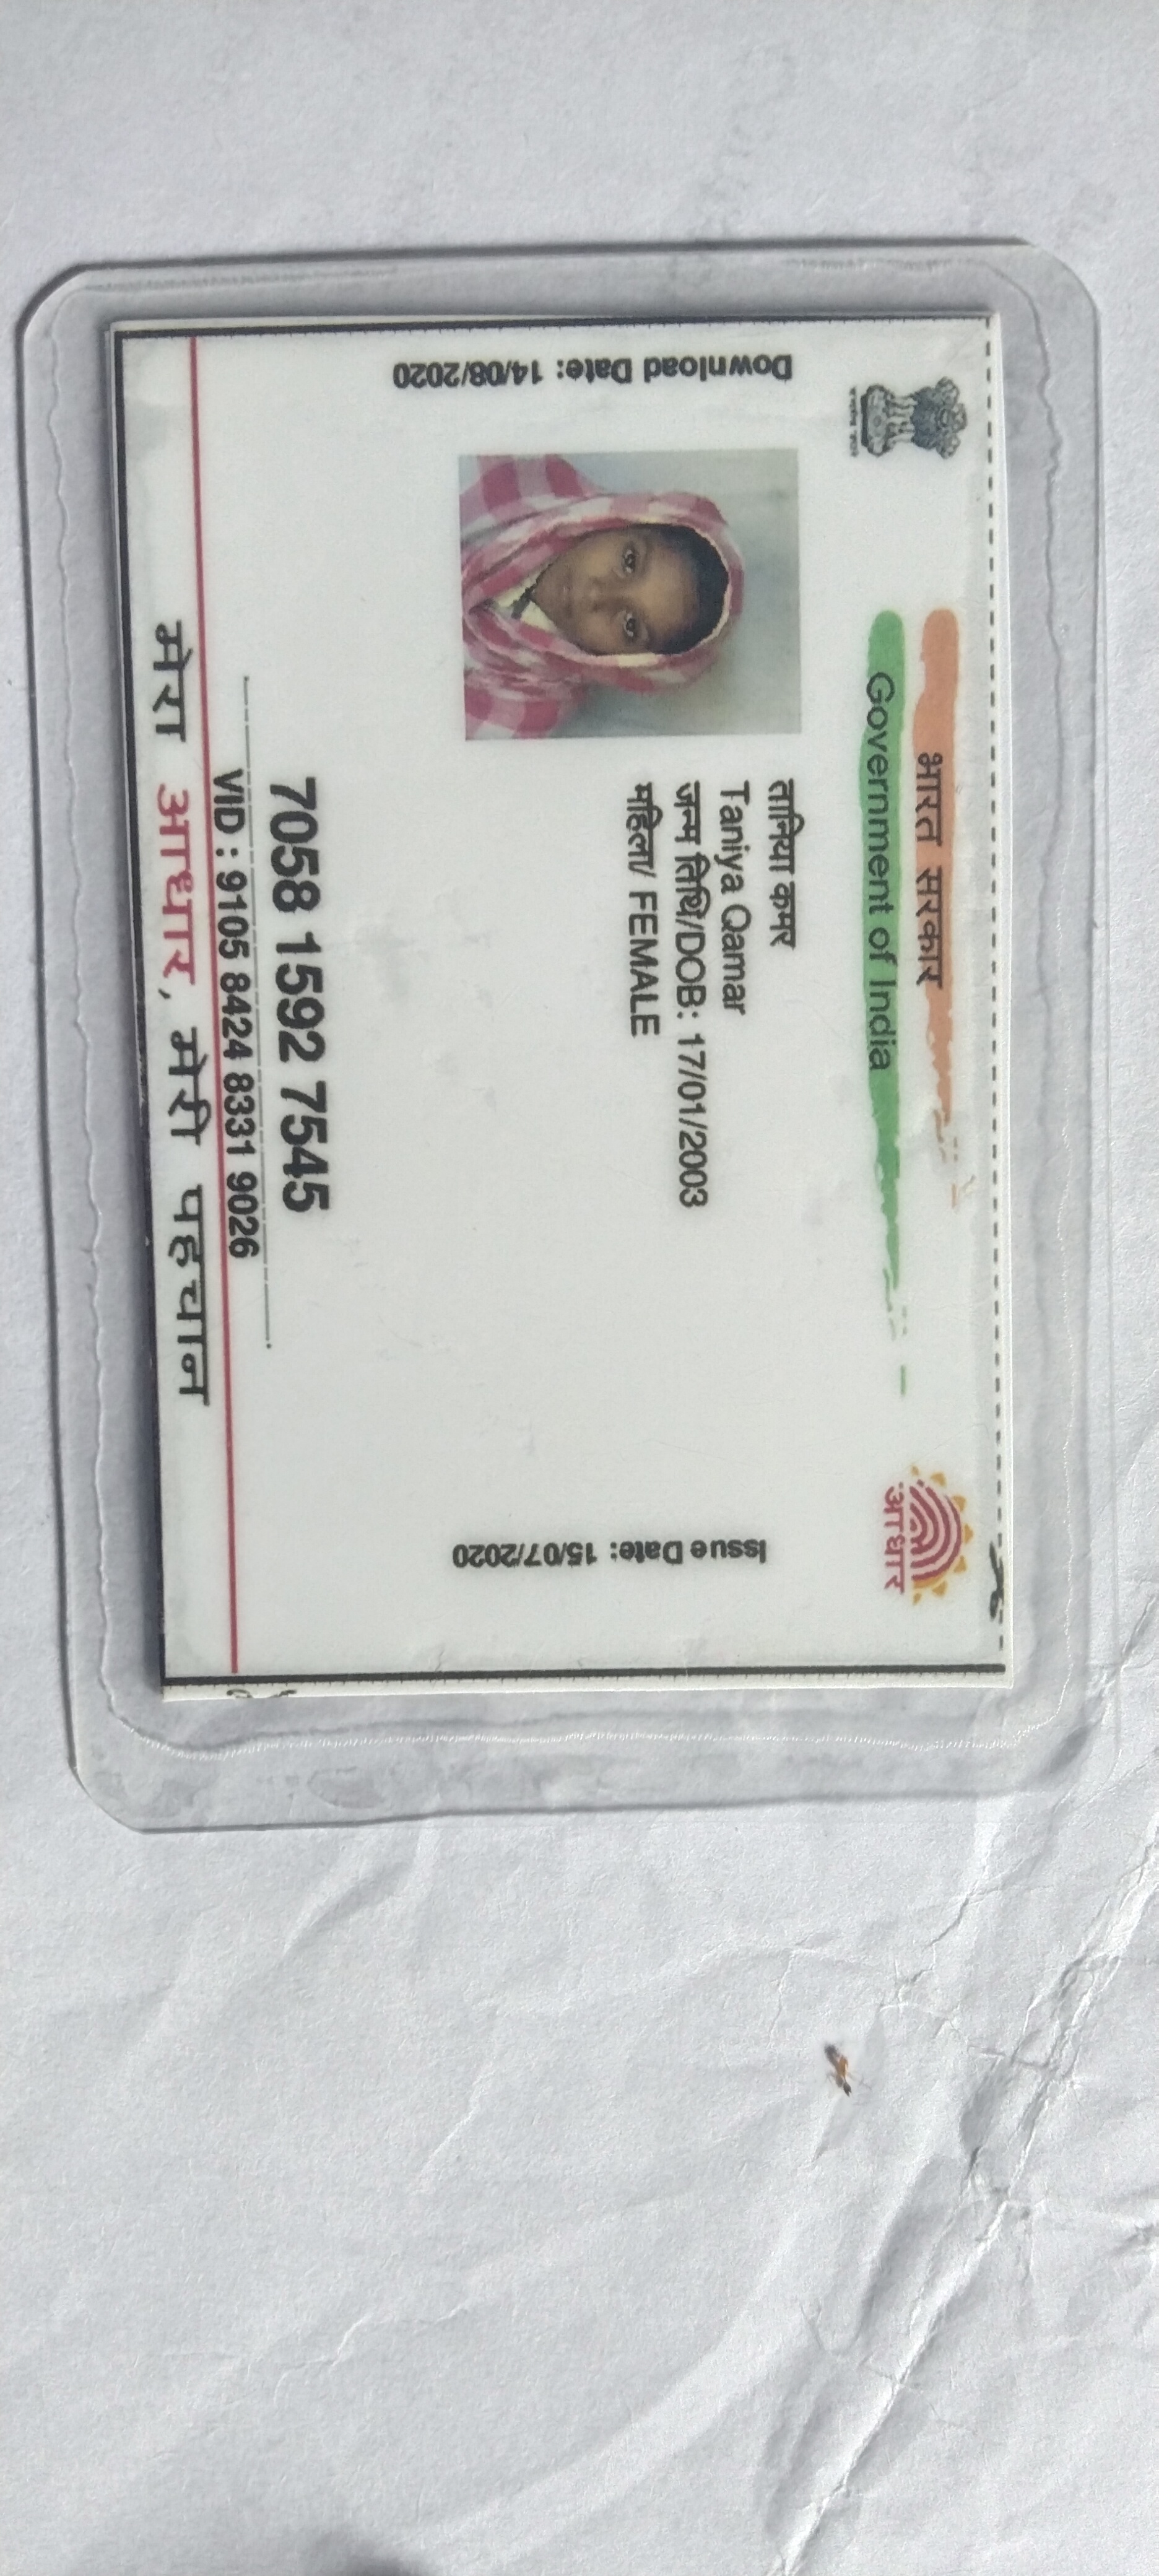 भारत सरकार
Government of India
आधार
Download Date: 14/08/2020
तानिया कमर
Taniya Qamar
जन्म तिथि/DOB: 17/01/2003
महिला/ FEMALE
Issue Date: 15/07/2020
7058 1592 7545
VID : 9105 8424 8331 9026
मेरा आधार, मेरी पहचान